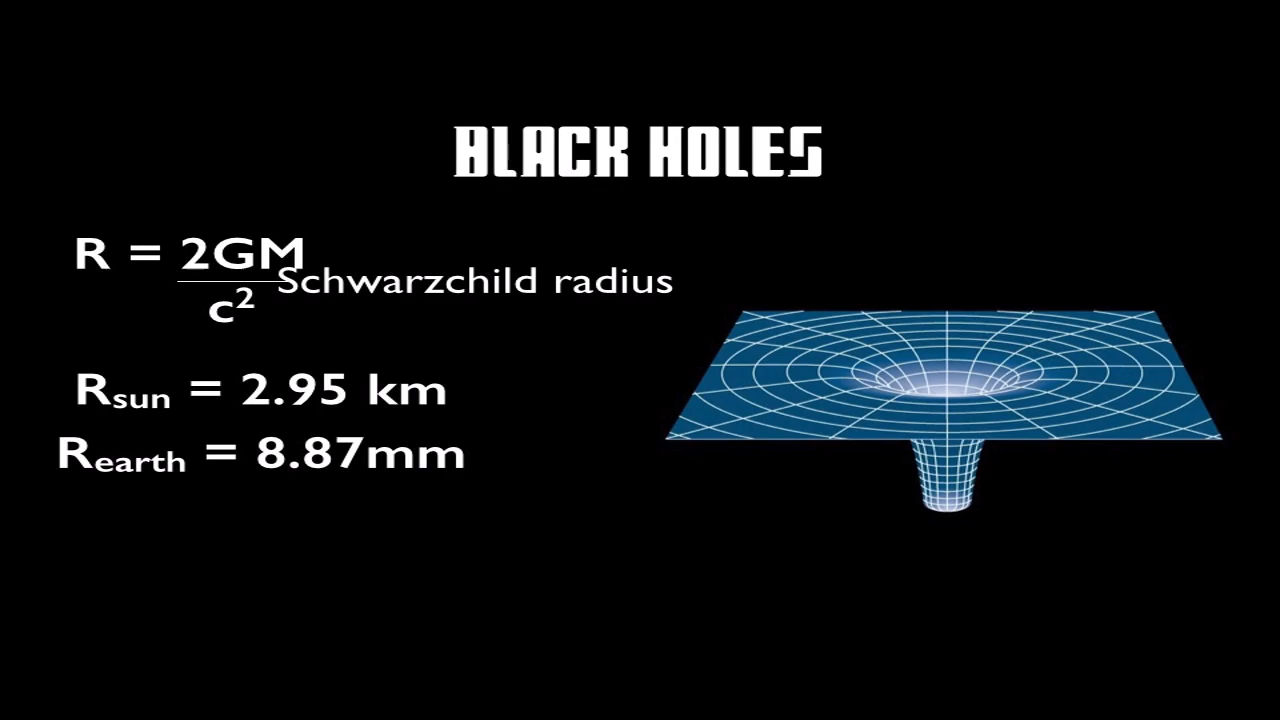 BLACK HOLES
R = 2GM
Schwarzchild radius
c²
Rsun = 2.95 km
Rearth = 8.87mm